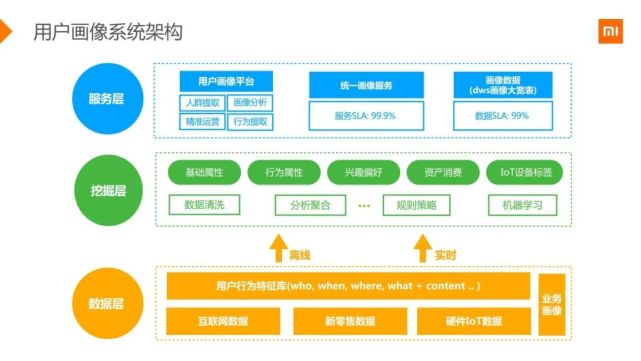 用户画像系统架构
mi
服务层
用户画像平台
人群提取
画像分析
精准运营
行为提取
统一画像服务
服务SLA: 99.9%
画像数据
(dws画像大宽表)
数据SLA: 99%
挖掘层
基础属性
行为属性
兴趣偏好
资产消费
IoT设备标签
数据清洗
分析聚合
...
规则策略
机器学习
离线
实时
数据层
用户行为特征库(who, when, where, what + content .. )
互联网数据
新零售数据
硬件IoT数据
业务
画像